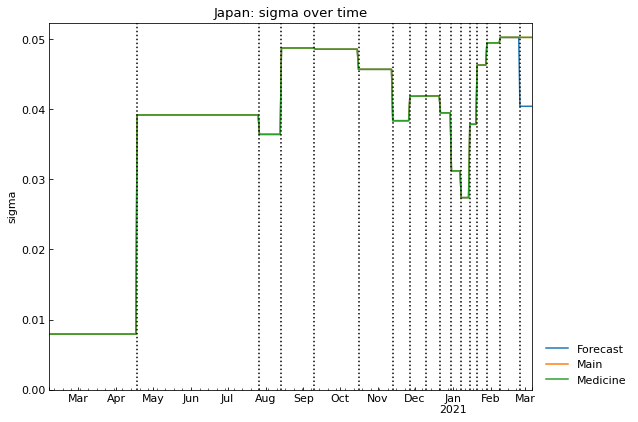 Japan: sigma over time
sigma
0.05
0.04
0.03
0.02
0.01
0.00
Mar Apr May Jun Jul Aug Sep Oct Nov Dec Jan Feb Mar
2021
Forecast
Main
Medicine